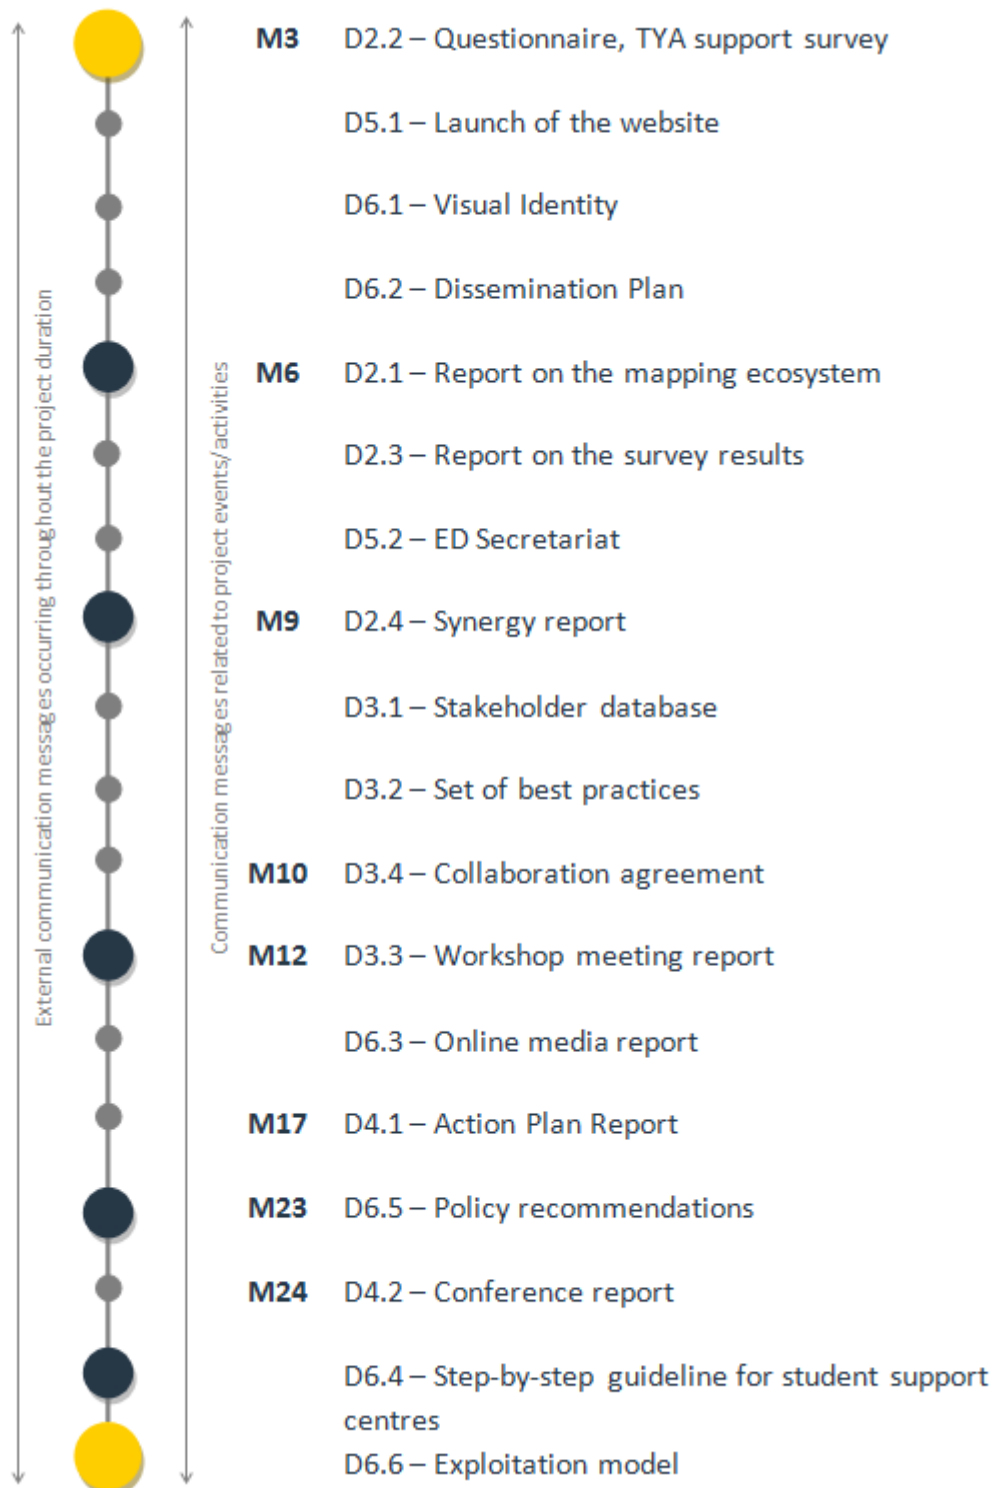 M3 D2.2 – Questionnaire, TYA support survey
D5.1 – Launch of the website
D6.1 – Visual Identity
D6.2 – Dissemination Plan
M6 D2.1 – Report on the mapping ecosystem
D2.3 – Report on the survey results
D5.2 – ED Secretariat
M9 D2.4 – Synergy report
D3.1 – Stakeholder database
D3.2 – Set of best practices
M10 D3.4 – Collaboration agreement
M12 D3.3 – Workshop meeting report
D6.3 – Online media report
M17 D4.1 – Action Plan Report
M23 D6.5 – Policy recommendations
M24 D4.2 – Conference report
D6.4 – Step-by-step guideline for student support
centres
D6.6 – Exploitation model
External communication messages occurring throughout the project duration
Communication messages related to project events/activities